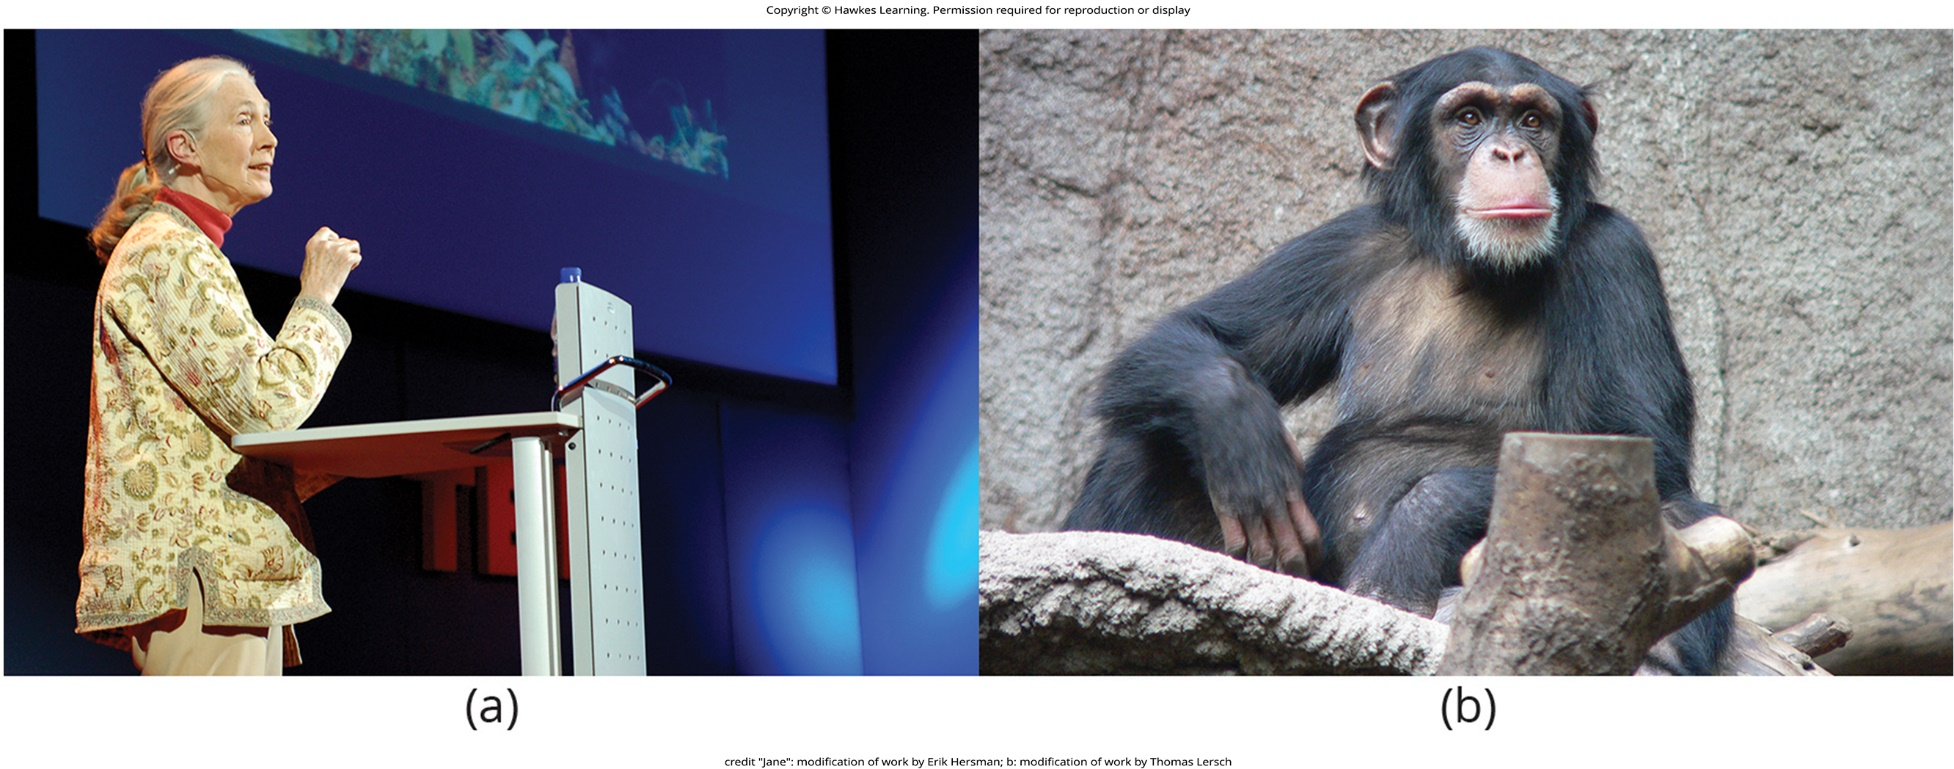 Copyright © Hawkes Learning. Permission required for reproduction or display
(a)
(b)
credit "Jane": modification of work by Erik Hersman; b: modification of work by Thomas Lersch